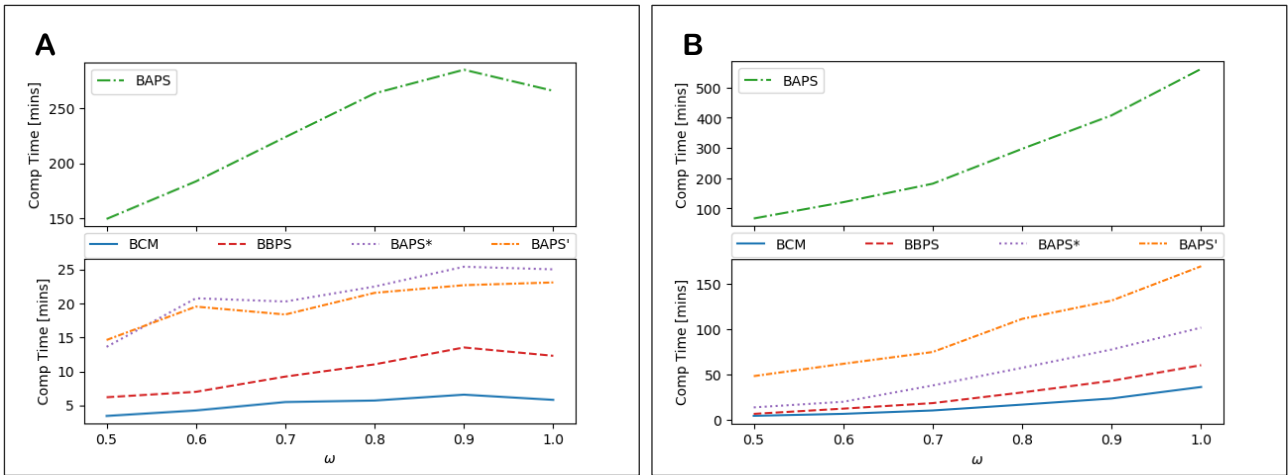 A
BAPS
Comp Time [mins]
250
200
150
BCM BBPS BAPS* BAPS'
Comp Time [mins]
25
20
15
10
5
0.5 0.6 0.7 0.8 0.9 1.0
ω
B
BAPS
Comp Time [mins]
500
400
300
200
100
BCM BBPS BAPS* BAPS'
Comp Time [mins]
150
100
50
0
0.5 0.6 0.7 0.8 0.9 1.0
ω